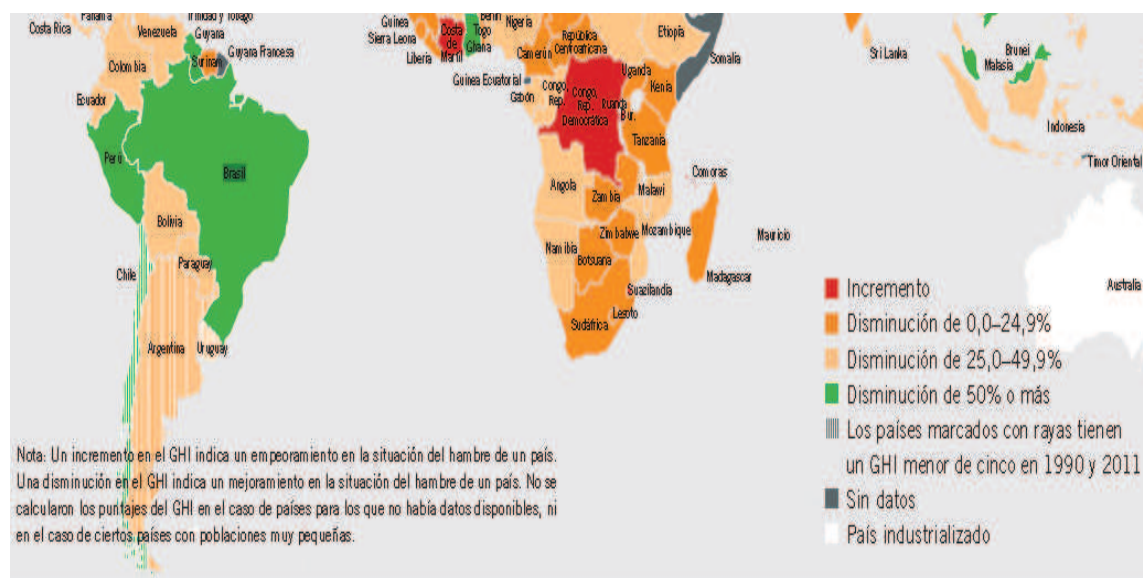 Costa Rica
Panamá
Venezuela
Trinidad y Tobago
Guyana
Guyana Francesa
Surinam
Colombia
Ecuador
Perú
Brasil
Bolivia
Paraguay
Chile
Argentina
Uruguay
Guinea
Sierra Leona
Liberia
Costa
de
Marfil
Ghana
Togo
Benín
Nigeria
Camerún
República
Centroafricana
Etiopía
Somalia
Guinea Ecuatorial
Gabón
Congo,
Rep.
Congo,
Rep.
Democrática
Uganda
Ruanda
Bur.
Kenia
Tanzania
Comoras
Angola
Zambia
Malawi
Mozambique
Zimbabwe
Namibia
Botsuana
Madagascar
Mauricio
Suazilandia
Lesoto
Sudáfrica
Sri Lanka
Brunei
Malasia
Indonesia
Timor Oriental
Australia
Incremento
Disminución de 0,0–24,9%
Disminución de 25,0–49,9%
Disminución de 50% o más
Los países marcados con rayas tienen
un GHI menor de cinco en 1990 y 2011
Sin datos
País industrializado
Nota: Un incremento en el GHI indica un empeoramiento en la situación del hambre de un país.
Una disminución en el GHI indica un mejoramiento en la situación del hambre de un país. No se
calcularon los puntajes del GHI en el caso de países para los que no había datos disponibles, ni
en el caso de ciertos países con poblaciones muy pequeñas.